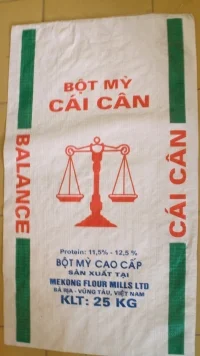 BỘT MỲ
CÁI CÂN
BALANCE
CÁI CÂN
Protein: 11,5% - 12,5 %
BỘT MỲ CAO CẤP
SẢN XUẤT TẠI
MEKONG FLOUR MILLS LTD
BÀ RỊA - VŨNG TÀU, VIỆT NAM
KLT: 25 KG